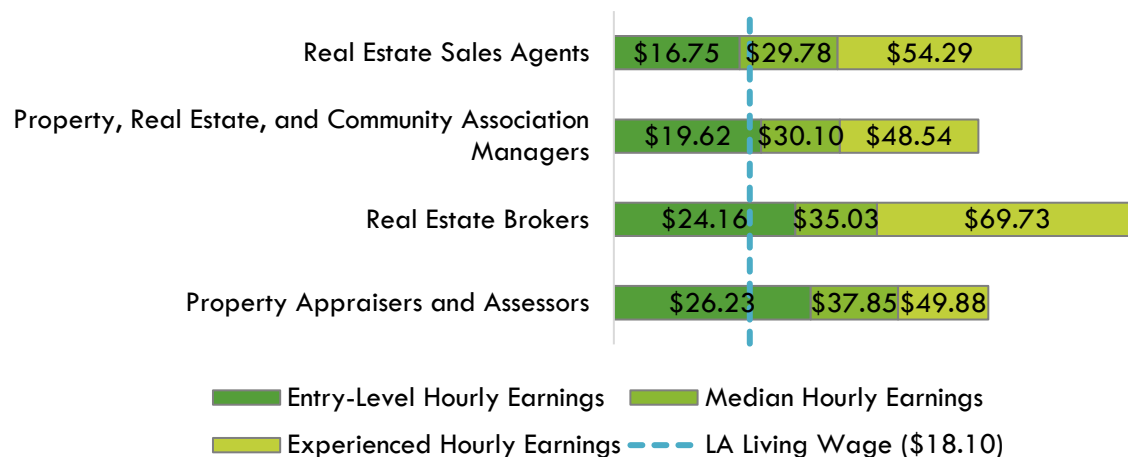 Real Estate Sales Agents $16.75 $29.78 $54.29
Property, Real Estate, and Community Association
Managers $19.62 $30.10 $48.54
Real Estate Brokers $24.16 $35.03 $69.73
Property Appraisers and Assessors $26.23 $37.85 $49.88
Entry-Level Hourly Earnings Median Hourly Earnings
Experienced Hourly Earnings LA Living Wage ($18.10)